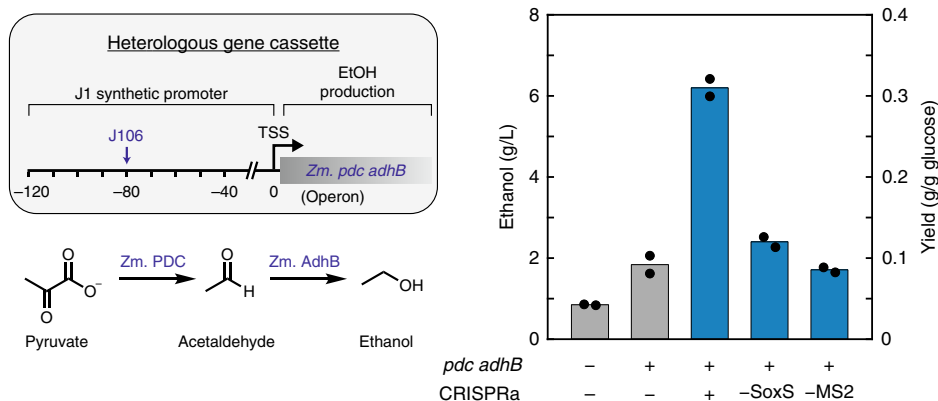 Heterologous gene cassette
J1 synthetic promoter
EtOH
production
J106
TSS
Zm. pdc adhB
–120
–80
–40
0
(Operon)
Zm. PDC
Zm. AdhB
O
O⁻
O
O
H
OH
Pyruvate
Acetaldehyde
Ethanol
Ethanol (g/L)
8
6
4
2
0
Yield (g/g glucose)
0.4
0.3
0.2
0.1
0
pdc adhB – + + + +
CRISPRa – – + –SoxS –MS2